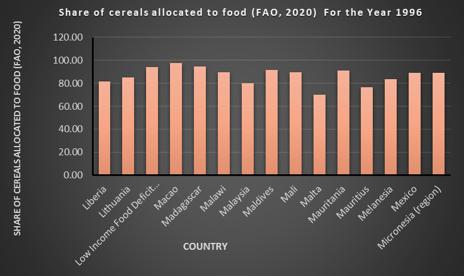 Share of cereals allocated to food (FAO, 2020)  For the Year 1996
SHARE OF CEREALS ALLOCATED TO FOOD (FAO, 2020)
120.00
100.00
80.00
60.00
40.00
20.00
0.00
Liberia
Lithuania
Low Income Food Deficit...
Macao
Madagascar
Malawi
Malaysia
Maldives
Mali
Malta
Mauritania
Mauritius
Melanesia
Mexico
Micronesia (region)
COUNTRY